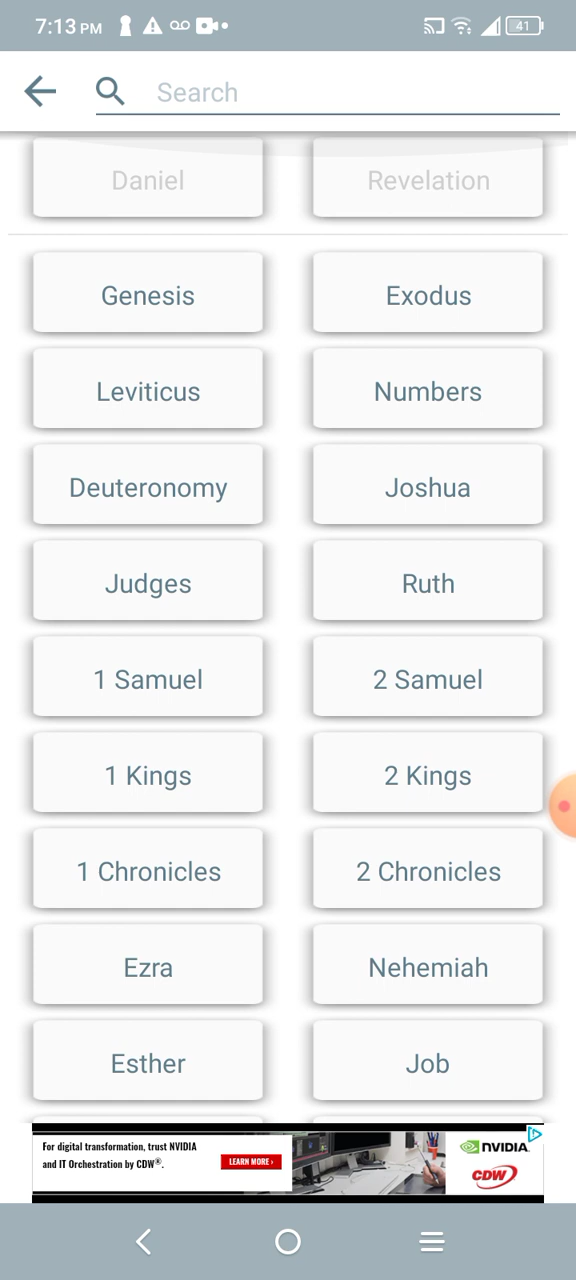 7:13 PM
41
Search
Daniel
Revelation
Genesis
Exodus
Leviticus
Numbers
Deuteronomy
Joshua
Judges
Ruth
1 Samuel
2 Samuel
1 Kings
2 Kings
1 Chronicles
2 Chronicles
Ezra
Nehemiah
Esther
Job
For digital transformation, trust NVIDIA
and IT Orchestration by CDW®.
LEARN MORE ›
NVIDIA.
CDW